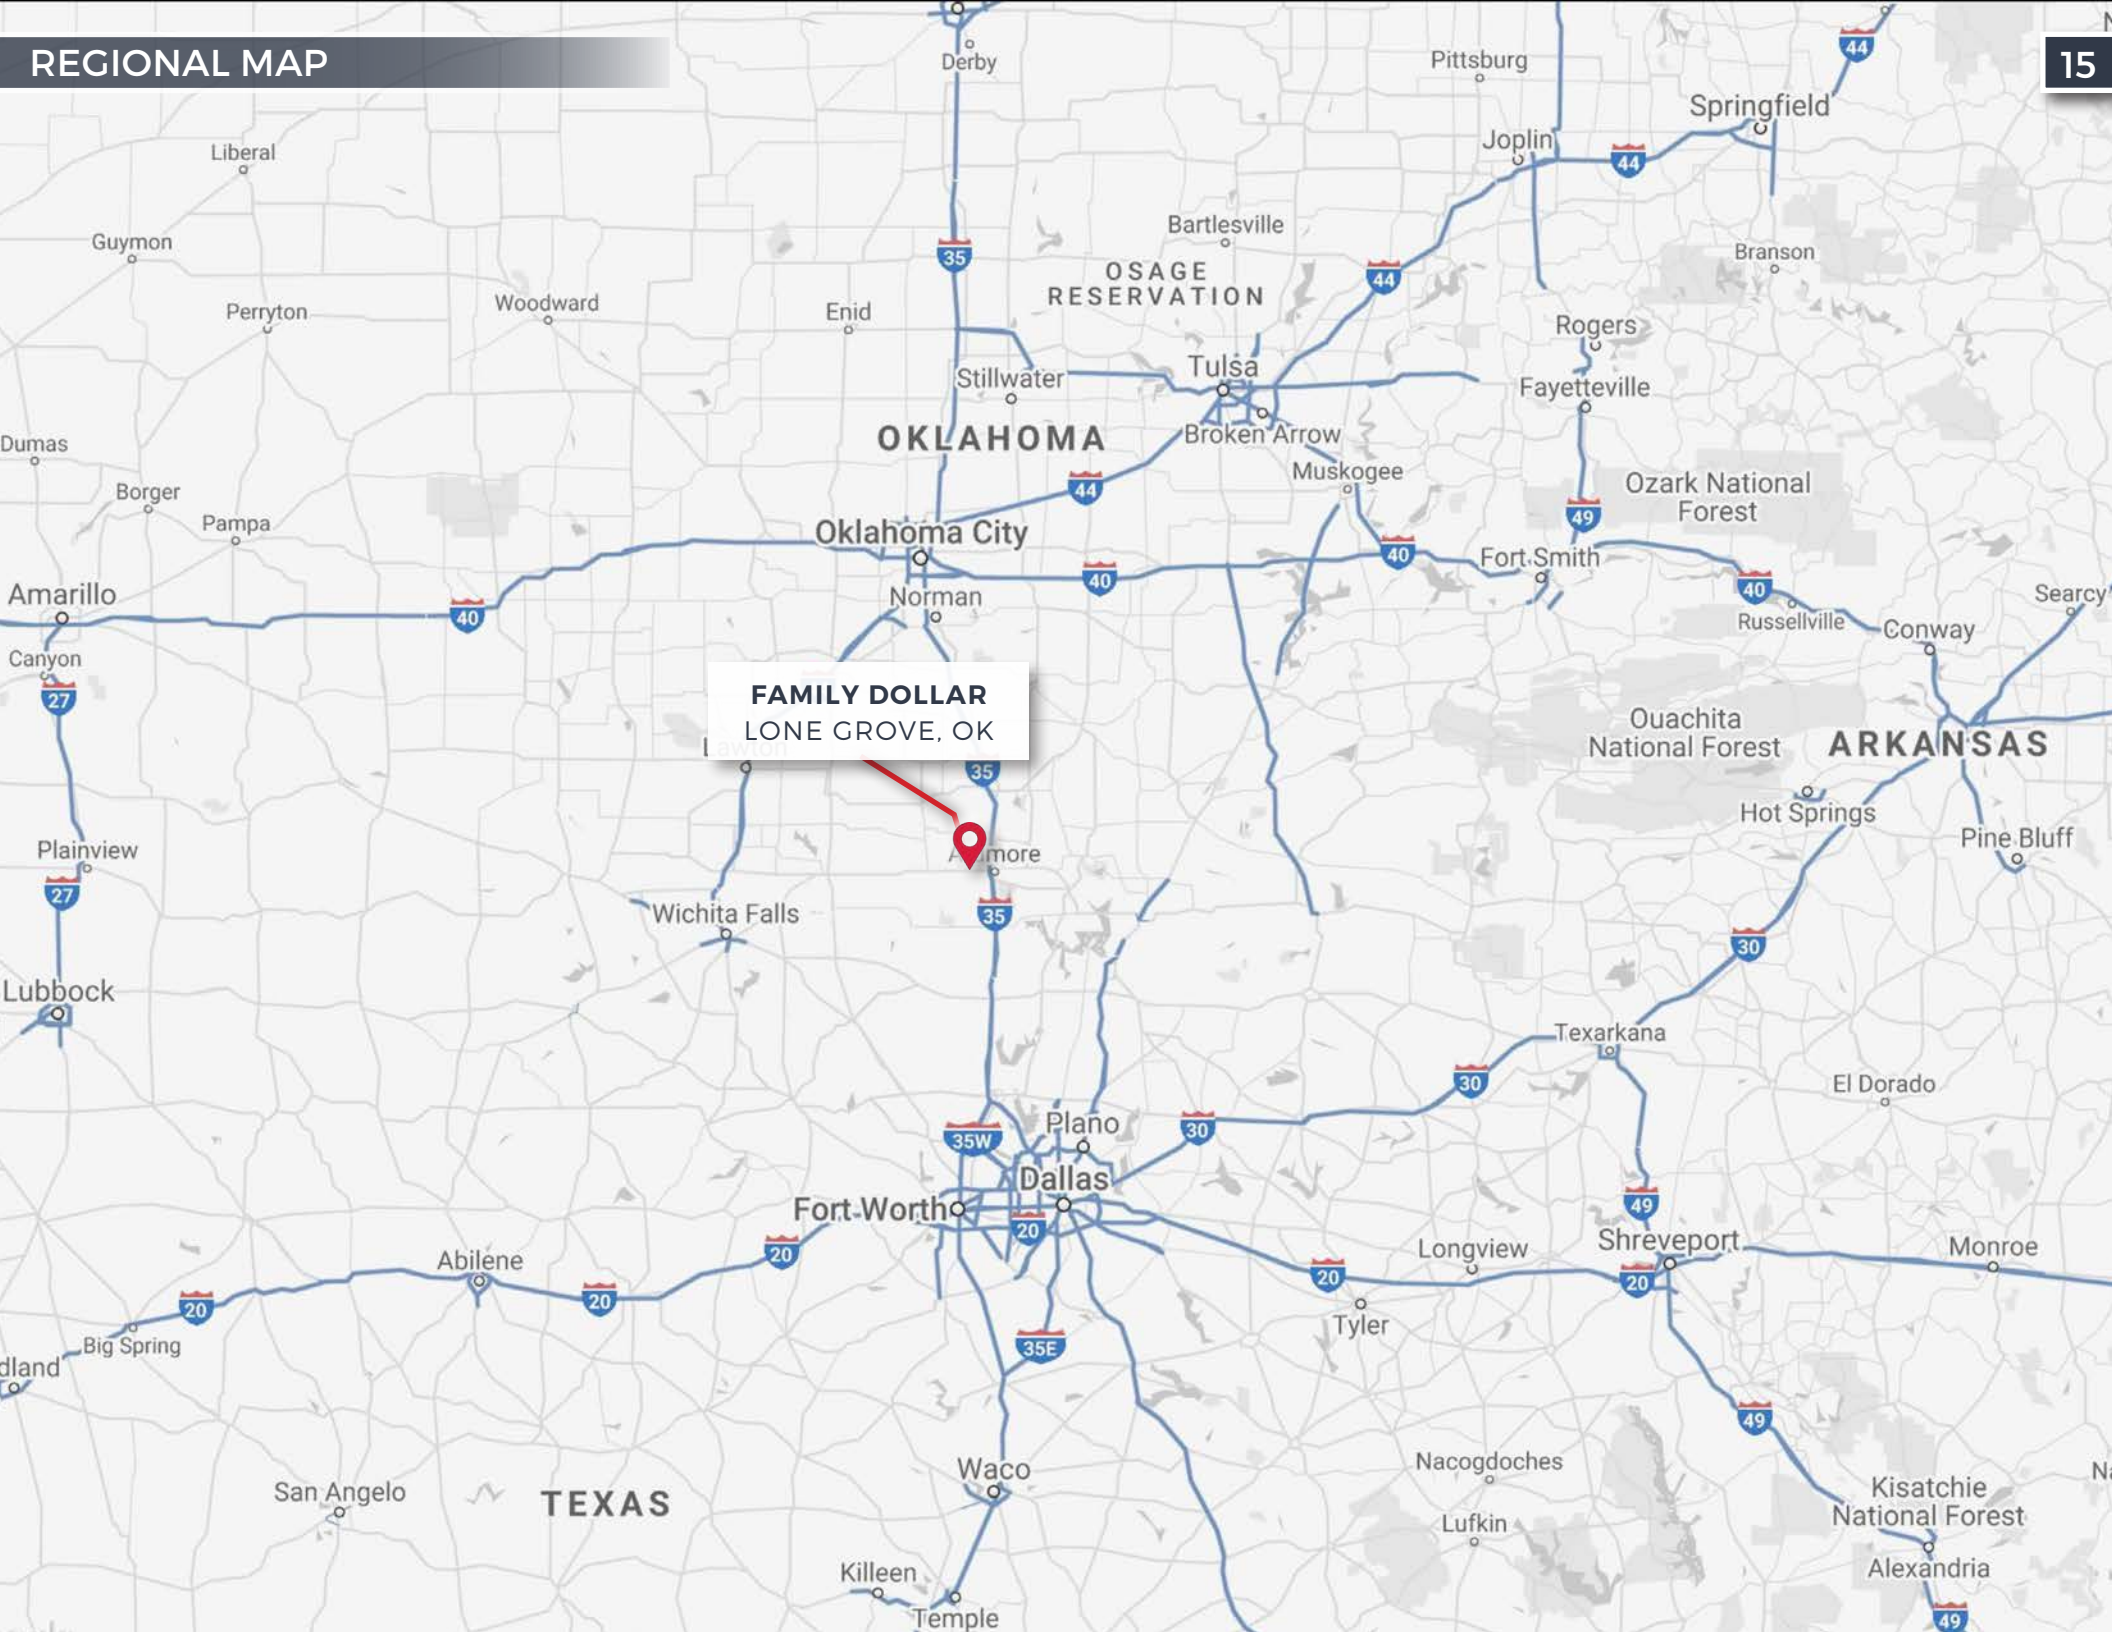 REGIONAL MAP
15
Derby
Pittsburg
44
Springfield
Joplin
44
Liberal
Guymon
35
Bartlesville
OSAGE
RESERVATION
44
Branson
Perryton
Woodward
Enid
Rogers
Tulsa
Stillwater
Fayetteville
Dumas
OKLAHOMA
Broken Arrow
Muskogee
Borger
44
Ozark National
Forest
Pampa
49
Oklahoma City
40
Fort Smith
40
40
Amarillo
40
Norman
Searcy
Russellville
Conway
Canyon
27
FAMILY DOLLAR
LONE GROVE, OK
Lawton
Ouachita
National Forest
ARKANSAS
35
Hot Springs
Plainview
Pine Bluff
27
Wichita Falls
35
30
Lubbock
Texarkana
30
El Dorado
Plano
35W
30
Dallas
Fort Worth
20
49
Shreveport
20
Abilene
Longview
Monroe
20
20
20
20
Tyler
Big Spring
35E
dland
49
Waco
Nacogdoches
San Angelo
TEXAS
Kisatchie
National Forest
Lufkin
Killeen
Alexandria
Temple
49